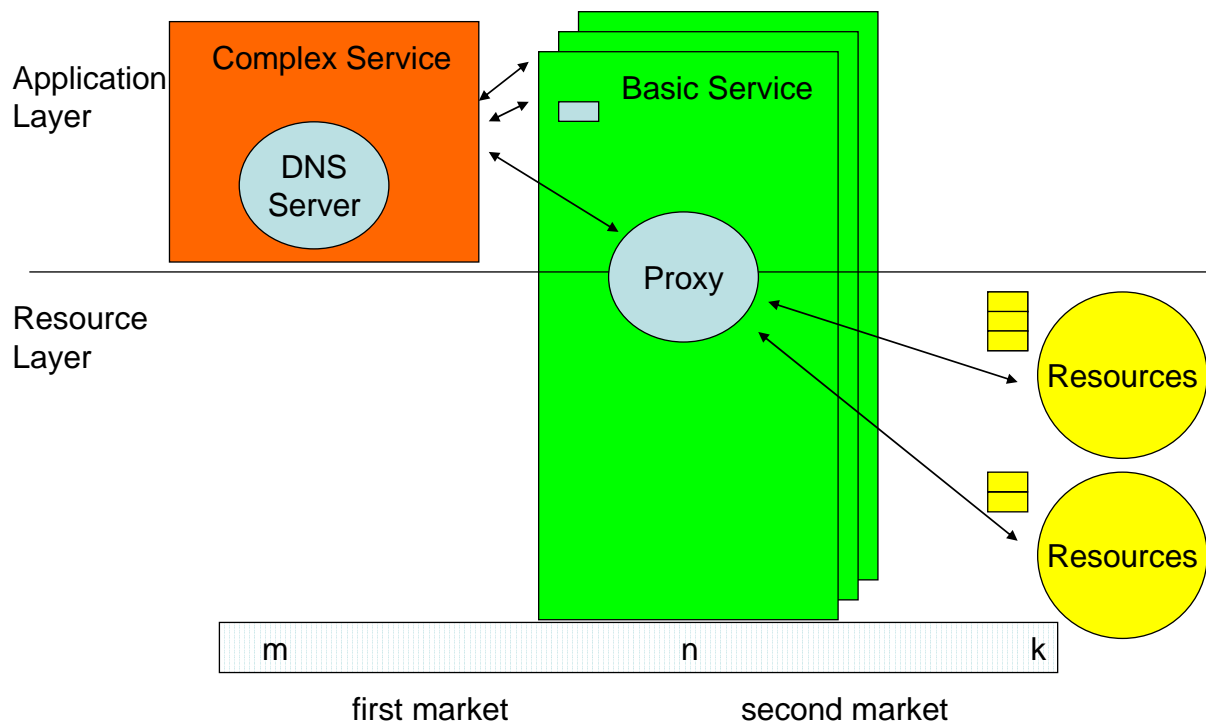 Complex Service
Application
Layer
Basic Service
DNS
Server
Proxy
Resource
Layer
Resources
Resources
m
n
k
first market
second market